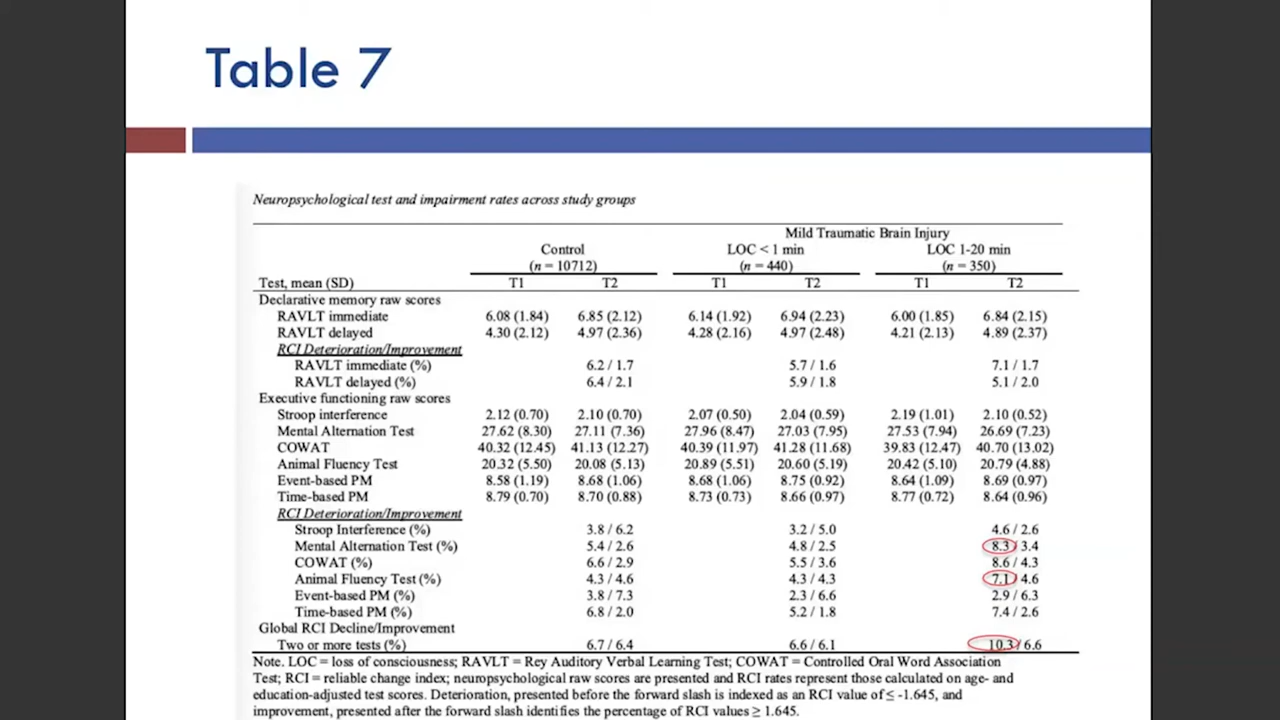 Table 7
Neuropsychological test and impairment rates across study groups
Mild Traumatic Brain Injury
Control LOC < 1 min LOC 1-20 min
(n = 10712) (n = 440) (n = 350)
Test, mean (SD) T1 T2 T1 T2 T1 T2
Declarative memory raw scores
RAVLT immediate 6.08 (1.84) 6.85 (2.12) 6.14 (1.92) 6.94 (2.23) 6.00 (1.85) 6.84 (2.15)
RAVLT delayed 4.30 (2.12) 4.97 (2.36) 4.28 (2.16) 4.97 (2.48) 4.21 (2.13) 4.89 (2.37)
RCI Deterioration/Improvement
RAVLT immediate (%) 6.2 / 1.7 5.7 / 1.6 7.1 / 1.7
RAVLT delayed (%) 6.4 / 2.1 5.9 / 1.8 5.1 / 2.0
Executive functioning raw scores
Stroop interference 2.12 (0.70) 2.10 (0.70) 2.07 (0.50) 2.04 (0.59) 2.19 (1.01) 2.10 (0.52)
Mental Alternation Test 27.62 (8.30) 27.11 (7.36) 27.96 (8.47) 27.03 (7.95) 27.53 (7.94) 26.69 (7.23)
COWAT 40.32 (12.45) 41.13 (12.27) 40.39 (11.97) 41.28 (11.68) 39.83 (12.47) 40.70 (13.02)
Animal Fluency Test 20.32 (5.50) 20.08 (5.13) 20.89 (5.51) 20.60 (5.19) 20.42 (5.10) 20.79 (4.88)
Event-based PM 8.58 (1.19) 8.68 (1.06) 8.68 (1.06) 8.75 (0.92) 8.64 (1.09) 8.69 (0.97)
Time-based PM 8.79 (0.70) 8.70 (0.88) 8.73 (0.73) 8.66 (0.97) 8.77 (0.72) 8.64 (0.96)
RCI Deterioration/Improvement
Stroop Interference (%) 3.8 / 6.2 3.2 / 5.0 4.6 / 2.6
Mental Alternation Test (%) 5.4 / 2.6 4.8 / 2.5 8.3 / 3.4
COWAT (%) 6.6 / 2.9 5.5 / 3.6 8.6 / 4.3
Animal Fluency Test (%) 4.3 / 4.6 4.3 / 4.3 7.1 / 4.6
Event-based PM (%) 3.8 / 7.3 2.3 / 6.6 2.9 / 6.3
Time-based PM (%) 6.8 / 2.0 5.2 / 1.8 7.4 / 2.6
Global RCI Decline/Improvement
Two or more tests (%) 6.7 / 6.4 6.6 / 6.1 10.3 / 6.6
Note. LOC = loss of consciousness; RAVLT = Rey Auditory Verbal Learning Test; COWAT = Controlled Oral Word Association
Test; RCI = reliable change index; neuropsychological raw scores are presented and RCI rates represent those calculated on age- and
education-adjusted test scores. Deterioration, presented before the forward slash is indexed as an RCI value of ≤ -1.645, and
improvement, presented after the forward slash identifies the percentage of RCI values ≥ 1.645.